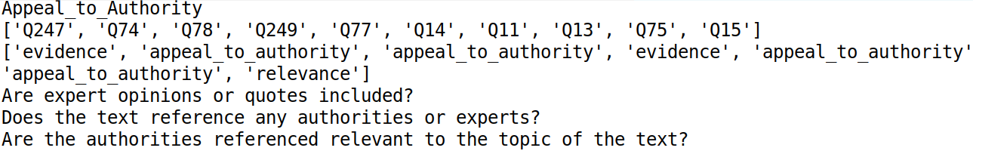 Appeal_to_Authority
['Q247', 'Q74', 'Q78', 'Q249', 'Q77', 'Q14', 'Q11', 'Q13', 'Q75', 'Q15']
['evidence', 'appeal_to_authority', 'appeal_to_authority', 'evidence', 'appeal_to_authority'
'appeal_to_authority', 'relevance']
Are expert opinions or quotes included?
Does the text reference any authorities or experts?
Are the authorities referenced relevant to the topic of the text?